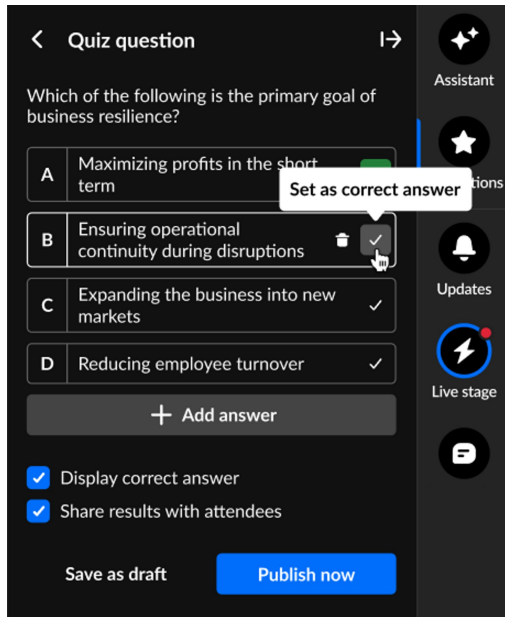 Quiz question
Assistant
Which of the following is the primary goal of
business resilience?
A
Maximizing profits in the short
term
Set as correct answer
B
Ensuring operational
continuity during disruptions
Updates
C
Expanding the business into new
markets
D
Reducing employee turnover
Live stage
Add answer
Display correct answer
Share results with attendees
Save as draft
Publish now